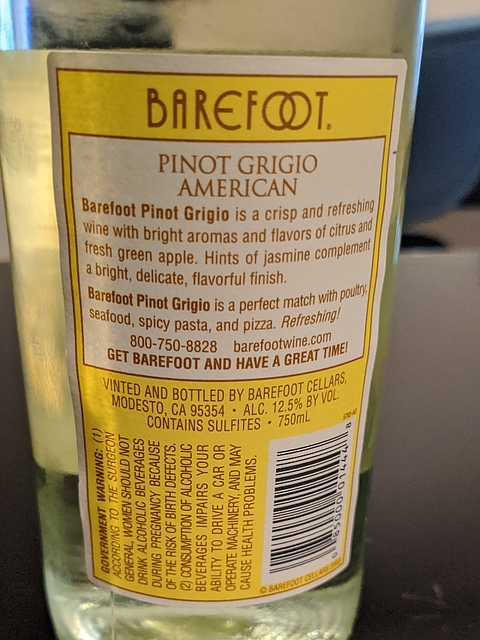 BAREFOOT.
PINOT GRIGIO
AMERICAN
Barefoot Pinot Grigio is a crisp and refreshing
wine with bright aromas and flavors of citrus and
fresh green apple. Hints of jasmine complement
a bright, delicate, flavorful finish.
Barefoot Pinot Grigio is a perfect match with poultry,
seafood, spicy pasta, and pizza. Refreshing!
800-750-8828 barefootwine.com
GET BAREFOOT AND HAVE A GREAT TIME!
VINTED AND BOTTLED BY BAREFOOT CELLARS,
MODESTO, CA 95354 • ALC. 12.5% BY VOL.
CONTAINS SULFITES • 750mL
GOVERNMENT WARNING: (1)
ACCORDING TO THE SURGEON
GENERAL, WOMEN SHOULD NOT
DRINK ALCOHOLIC BEVERAGES
DURING PREGNANCY BECAUSE
OF THE RISK OF BIRTH DEFECTS.
(2) CONSUMPTION OF ALCOHOLIC
BEVERAGES IMPAIRS YOUR
ABILITY TO DRIVE A CAR OR
OPERATE MACHINERY, AND MAY
CAUSE HEALTH PROBLEMS.
© BAREFOOT CELLARS